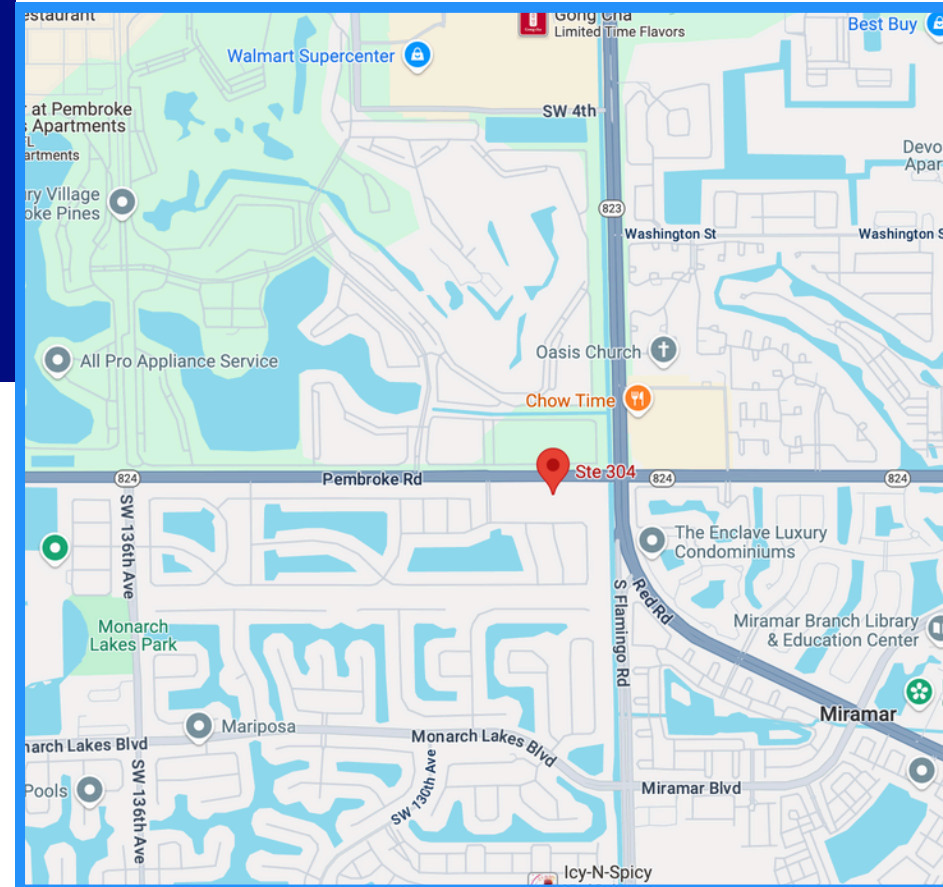 estaurant
Gong Cha
Limited Time Flavors
Best Buy
Walmart Supercenter
SW 4th
at Pembroke
Apartments
FL
artments
Devo
Apar
ry Village
oke Pines
823
Washington St
Washington S
Oasis Church
All Pro Appliance Service
Chow Time
Ste 304
824
Pembroke Rd
824
824
SW 136th Ave
The Enclave Luxury
Condominiums
S Flamingo Rd
Red Rd
Monarch
Lakes Park
Miramar Branch Library
& Education Center
Mariposa
Miramar
narch Lakes Blvd
Monarch Lakes Blvd
SW 136th Ave
SW 130th Ave
Pools
Miramar Blvd
Icy-N-Spicy